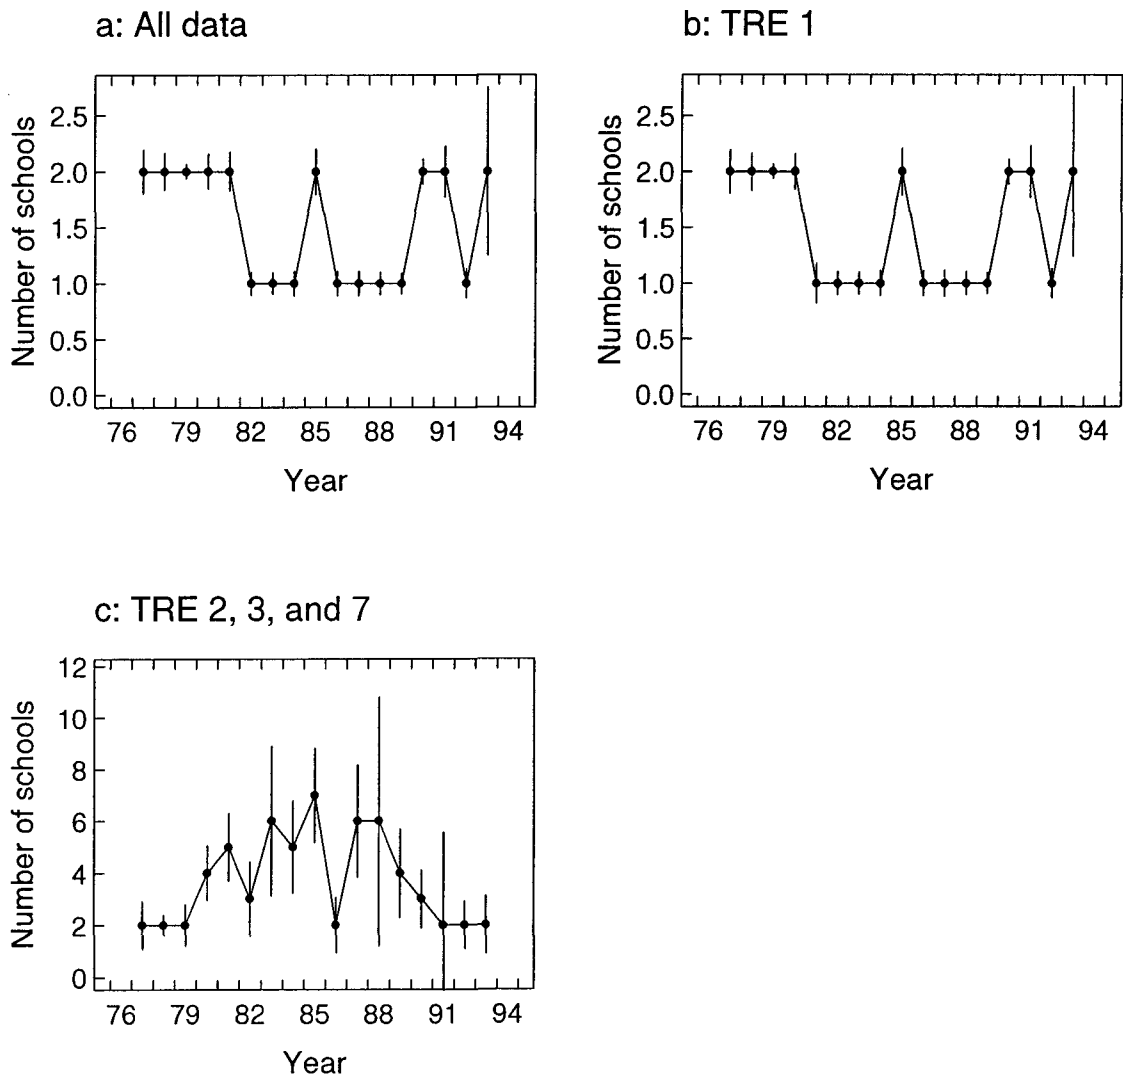 a: All data
Number of schools
2.5
2.0
1.5
1.0
0.5
0.0
76 79 82 85 88 91 94
Year
b: TRE 1
Number of schools
2.5
2.0
1.5
1.0
0.5
0.0
76 79 82 85 88 91 94
Year
c: TRE 2, 3, and 7
Number of schools
12
10
8
6
4
2
0
76 79 82 85 88 91 94
Year